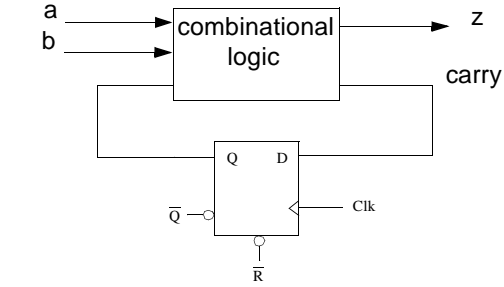 a
b
combinational
logic
z
carry
Q D
Q̅
Clk
R̅